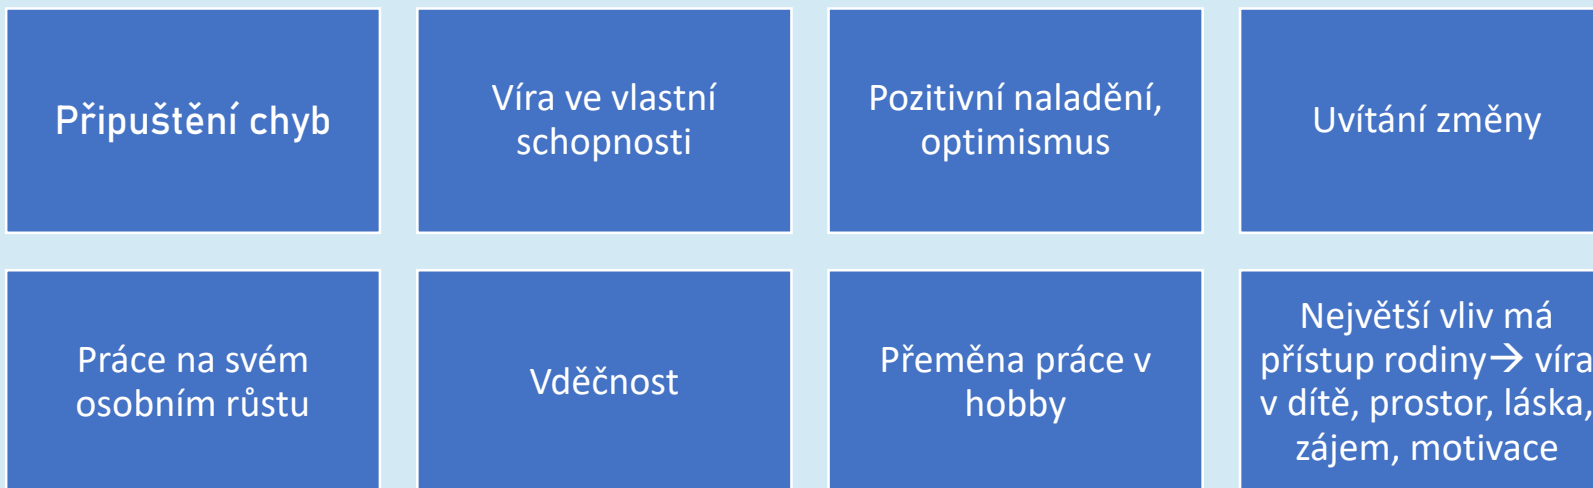 Připuštění chyb
Víra ve vlastní
schopnosti
Pozitivní naladění,
optimismus
Uvítání změny
Práce na svém
osobním růstu
Vděčnost
Přeměna práce v
hobby
Největší vliv má
přístup rodiny→ víra
v dítě, prostor, láska,
zájem, motivace